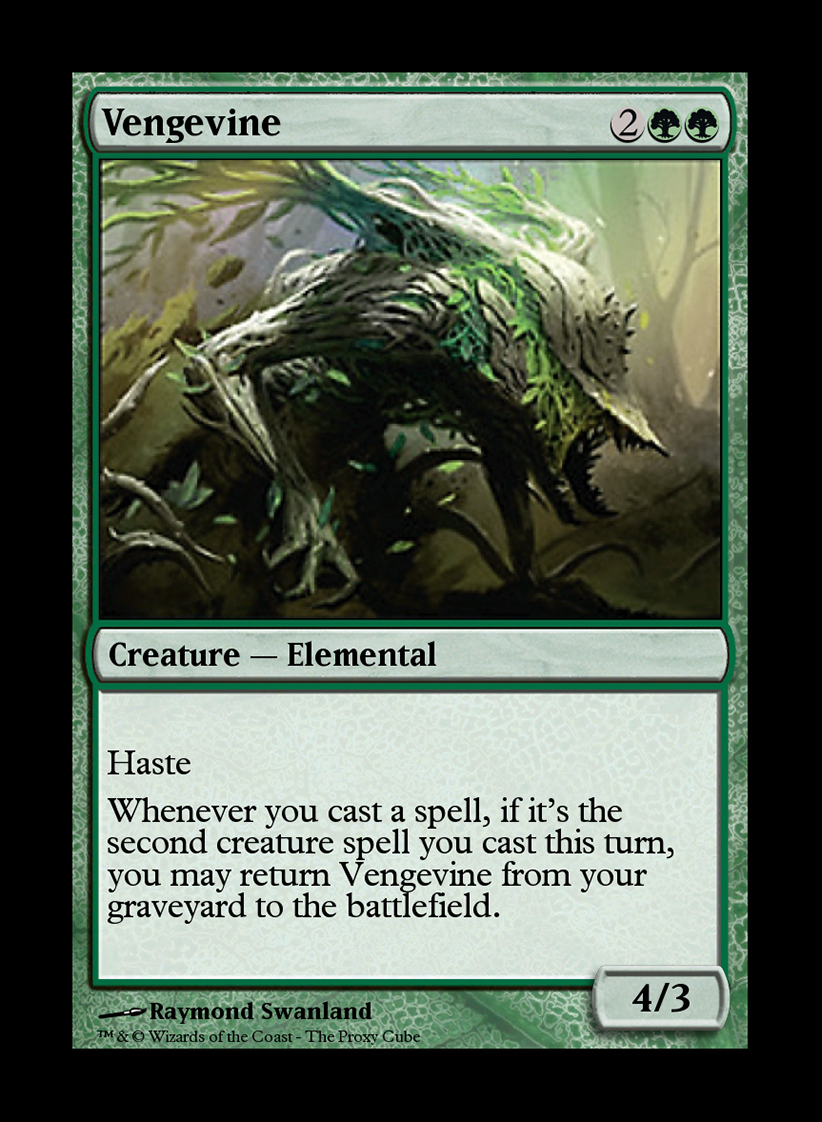 Vengevine 2
Creature — Elemental
Haste
Whenever you cast a spell, if it's the
second creature spell you cast this turn,
you may return Vengevine from your
graveyard to the battlefield.
4/3
Raymond Swanland
™ & © Wizards of the Coast - The Proxy Cube